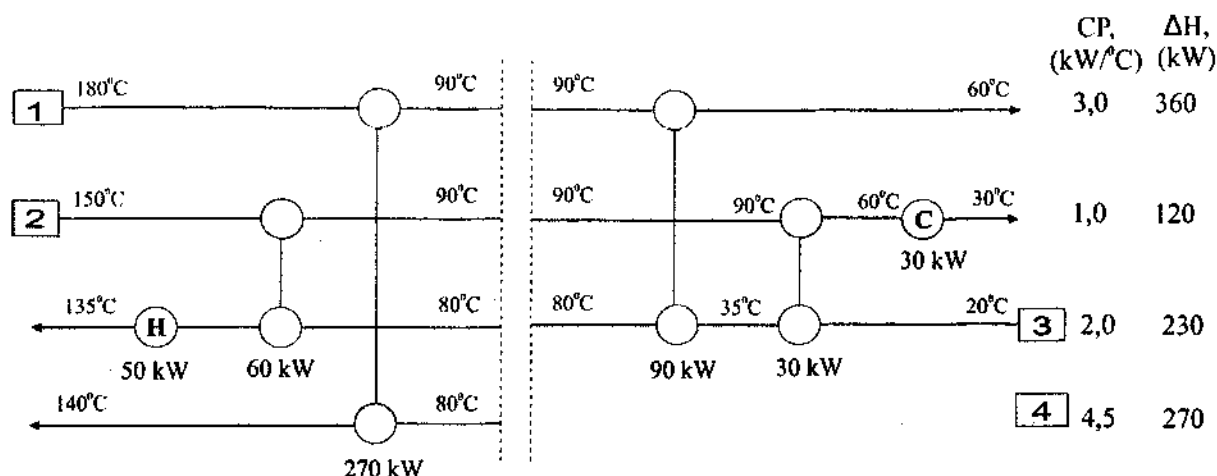 CP, ΔH,
(kW/°C) (kW)
1 180°C 90°C 90°C 60°C 3,0 360
2 150°C 90°C 90°C 90°C 60°C C 30°C 1,0 120
30 kW
135°C H 80°C 80°C 35°C 20°C 3 2,0 230
50 kW 60 kW 90 kW 30 kW
140°C 80°C 4 4,5 270
270 kW